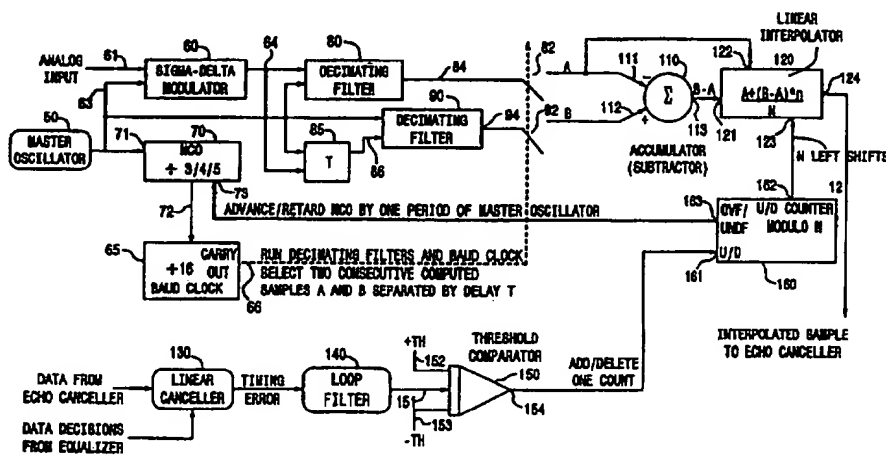 LINEAR
INTERPOLATOR
120
ANALOG
INPUT
61
60
64
80
82
A
111
110
122
124
SIGMA-DELTA
MODULATOR
DECIMATING
FILTER
84
63
90
B
112
Σ
B-A
113
121
A+(B-A)*n
N
123
50
MASTER
OSCILLATOR
71
70
NCO
÷ 3/4/5
73
85
T
86
DECIMATING
FILTER
94
92
ACCUMULATOR
(SUBTRACTOR)
N LEFT SHIFTS
12
72
ADVANCE/RETARD NCO BY ONE PERIOD OF MASTER OSCILLATOR
163
162
OVF/
UNDF
U/D COUNTER
MODULO N
U/D
161
160
65
CARRY
OUT
÷16
BAUD CLOCK
66
RUN DECIMATING FILTERS AND BAUD CLOCK
SELECT TWO CONSECUTIVE COMPUTED
SAMPLES A AND B SEPARATED BY DELAY T
INTERPOLATED SAMPLE
TO ECHO CANCELLER
130
140
+TH
152
THRESHOLD
COMPARATOR
150
ADD/DELETE
ONE COUNT
DATA FROM
ECHO CANCELLER
LINEAR
CANCELLER
TIMING
ERROR
LOOP
FILTER
151
154
153
-TH
DATA DECISIONS
FROM EQUALIZER